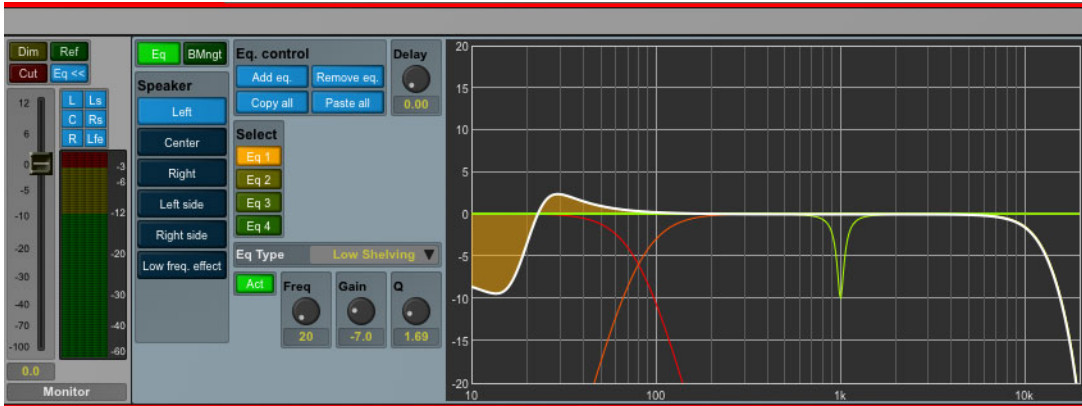 Dim Ref
Cut Eq <<
12
6
0
-5
-10
-20
-30
-40
-70
-100
L Ls
C Rs
R Lfe
-3
-6
-12
-20
-30
-40
-60
0.0
Monitor
Eq BMngt
Speaker
Left
Center
Right
Left side
Right side
Low freq. effect
Eq. control
Add eq. Remove eq.
Copy all Paste all
Delay
0.00
Select
Eq 1
Eq 2
Eq 3
Eq 4
Eq Type Low Shelving
Act
Freq Gain Q
20 -7.0 1.69
20
15
10
5
0
-5
-10
-15
-20
10 100 1k 10k